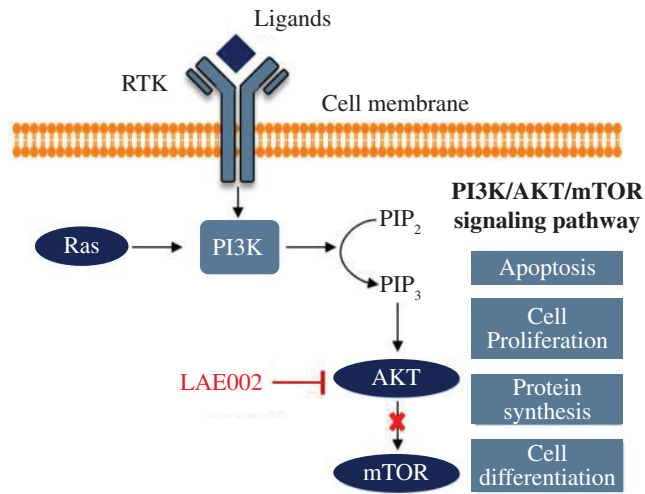 Ligands
RTK
Cell membrane
PI3K/AKT/mTOR
signaling pathway
Ras
PI3K
PIP2
PIP3
Apoptosis
Cell
Proliferation
LAE002
AKT
Protein
synthesis
mTOR
Cell
differentiation